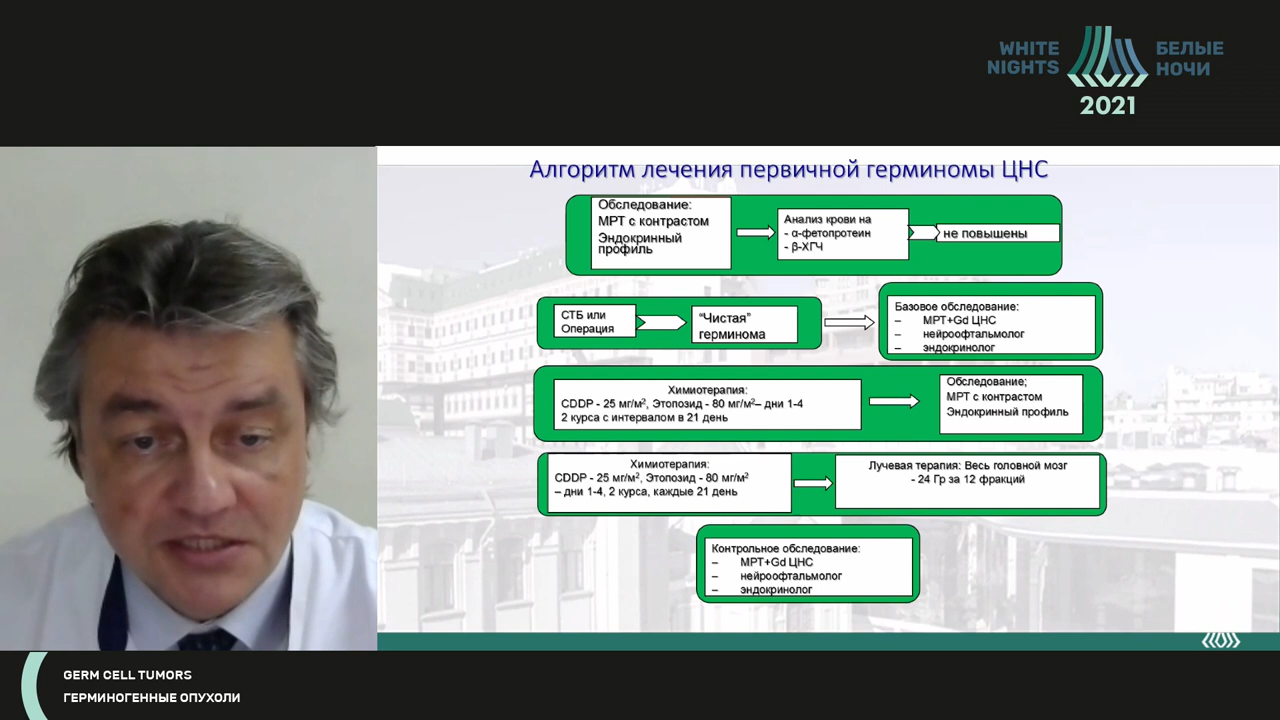 WHITE
NIGHTS
БЕЛЫЕ
НОЧИ
2021
Алгоритм лечения первичной герминомы ЦНС
Обследование:
МРТ с контрастом
Эндокринный
профиль
Анализ крови на
- α-фетопротеин
- β-ХГЧ
не повышены
СТБ или
Операция
“Чистая”
герминома
Базовое обследование:
– МРТ+Gd ЦНС
– нейроофтальмолог
– эндокринолог
Химиотерапия:
CDDP - 25 мг/м², Этопозид - 80 мг/м²– дни 1-4
2 курса с интервалом в 21 день
Обследование;
МРТ с контрастом
Эндокринный профиль
Химиотерапия:
CDDP - 25 мг/м², Этопозид - 80 мг/м²
– дни 1-4, 2 курса, каждые 21 день
Лучевая терапия: Весь головной мозг
- 24 Гр за 12 фракций
Контрольное обследование:
– МРТ+Gd ЦНС
– нейроофтальмолог
– эндокринолог
GERM CELL TUMORS
ГЕРМИНОГЕННЫЕ ОПУХОЛИ